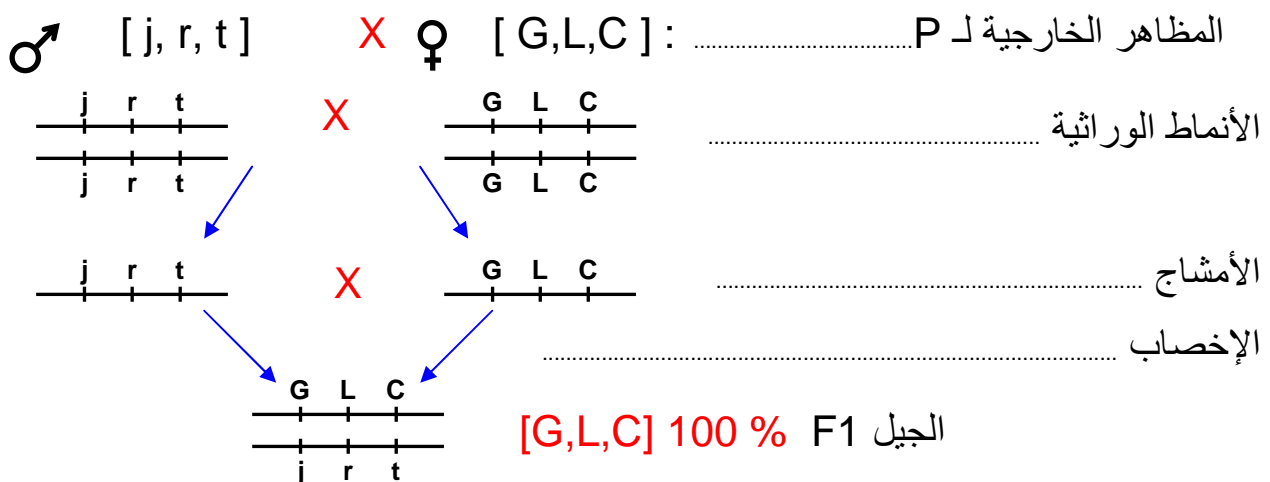 المظاهر الخارجية لـ P.................................... : [ G,L,C ] ♀ X [ j, r, t ] ♂
j r t G L C
X
الأنماط الوراثية ....................................................
j r t G L C
j r t G L C
X
الأمشاج ....................................................................
الإخصاب ................................................................................................
G L C
الجيل F1 [G,L,C] 100 %
j r t